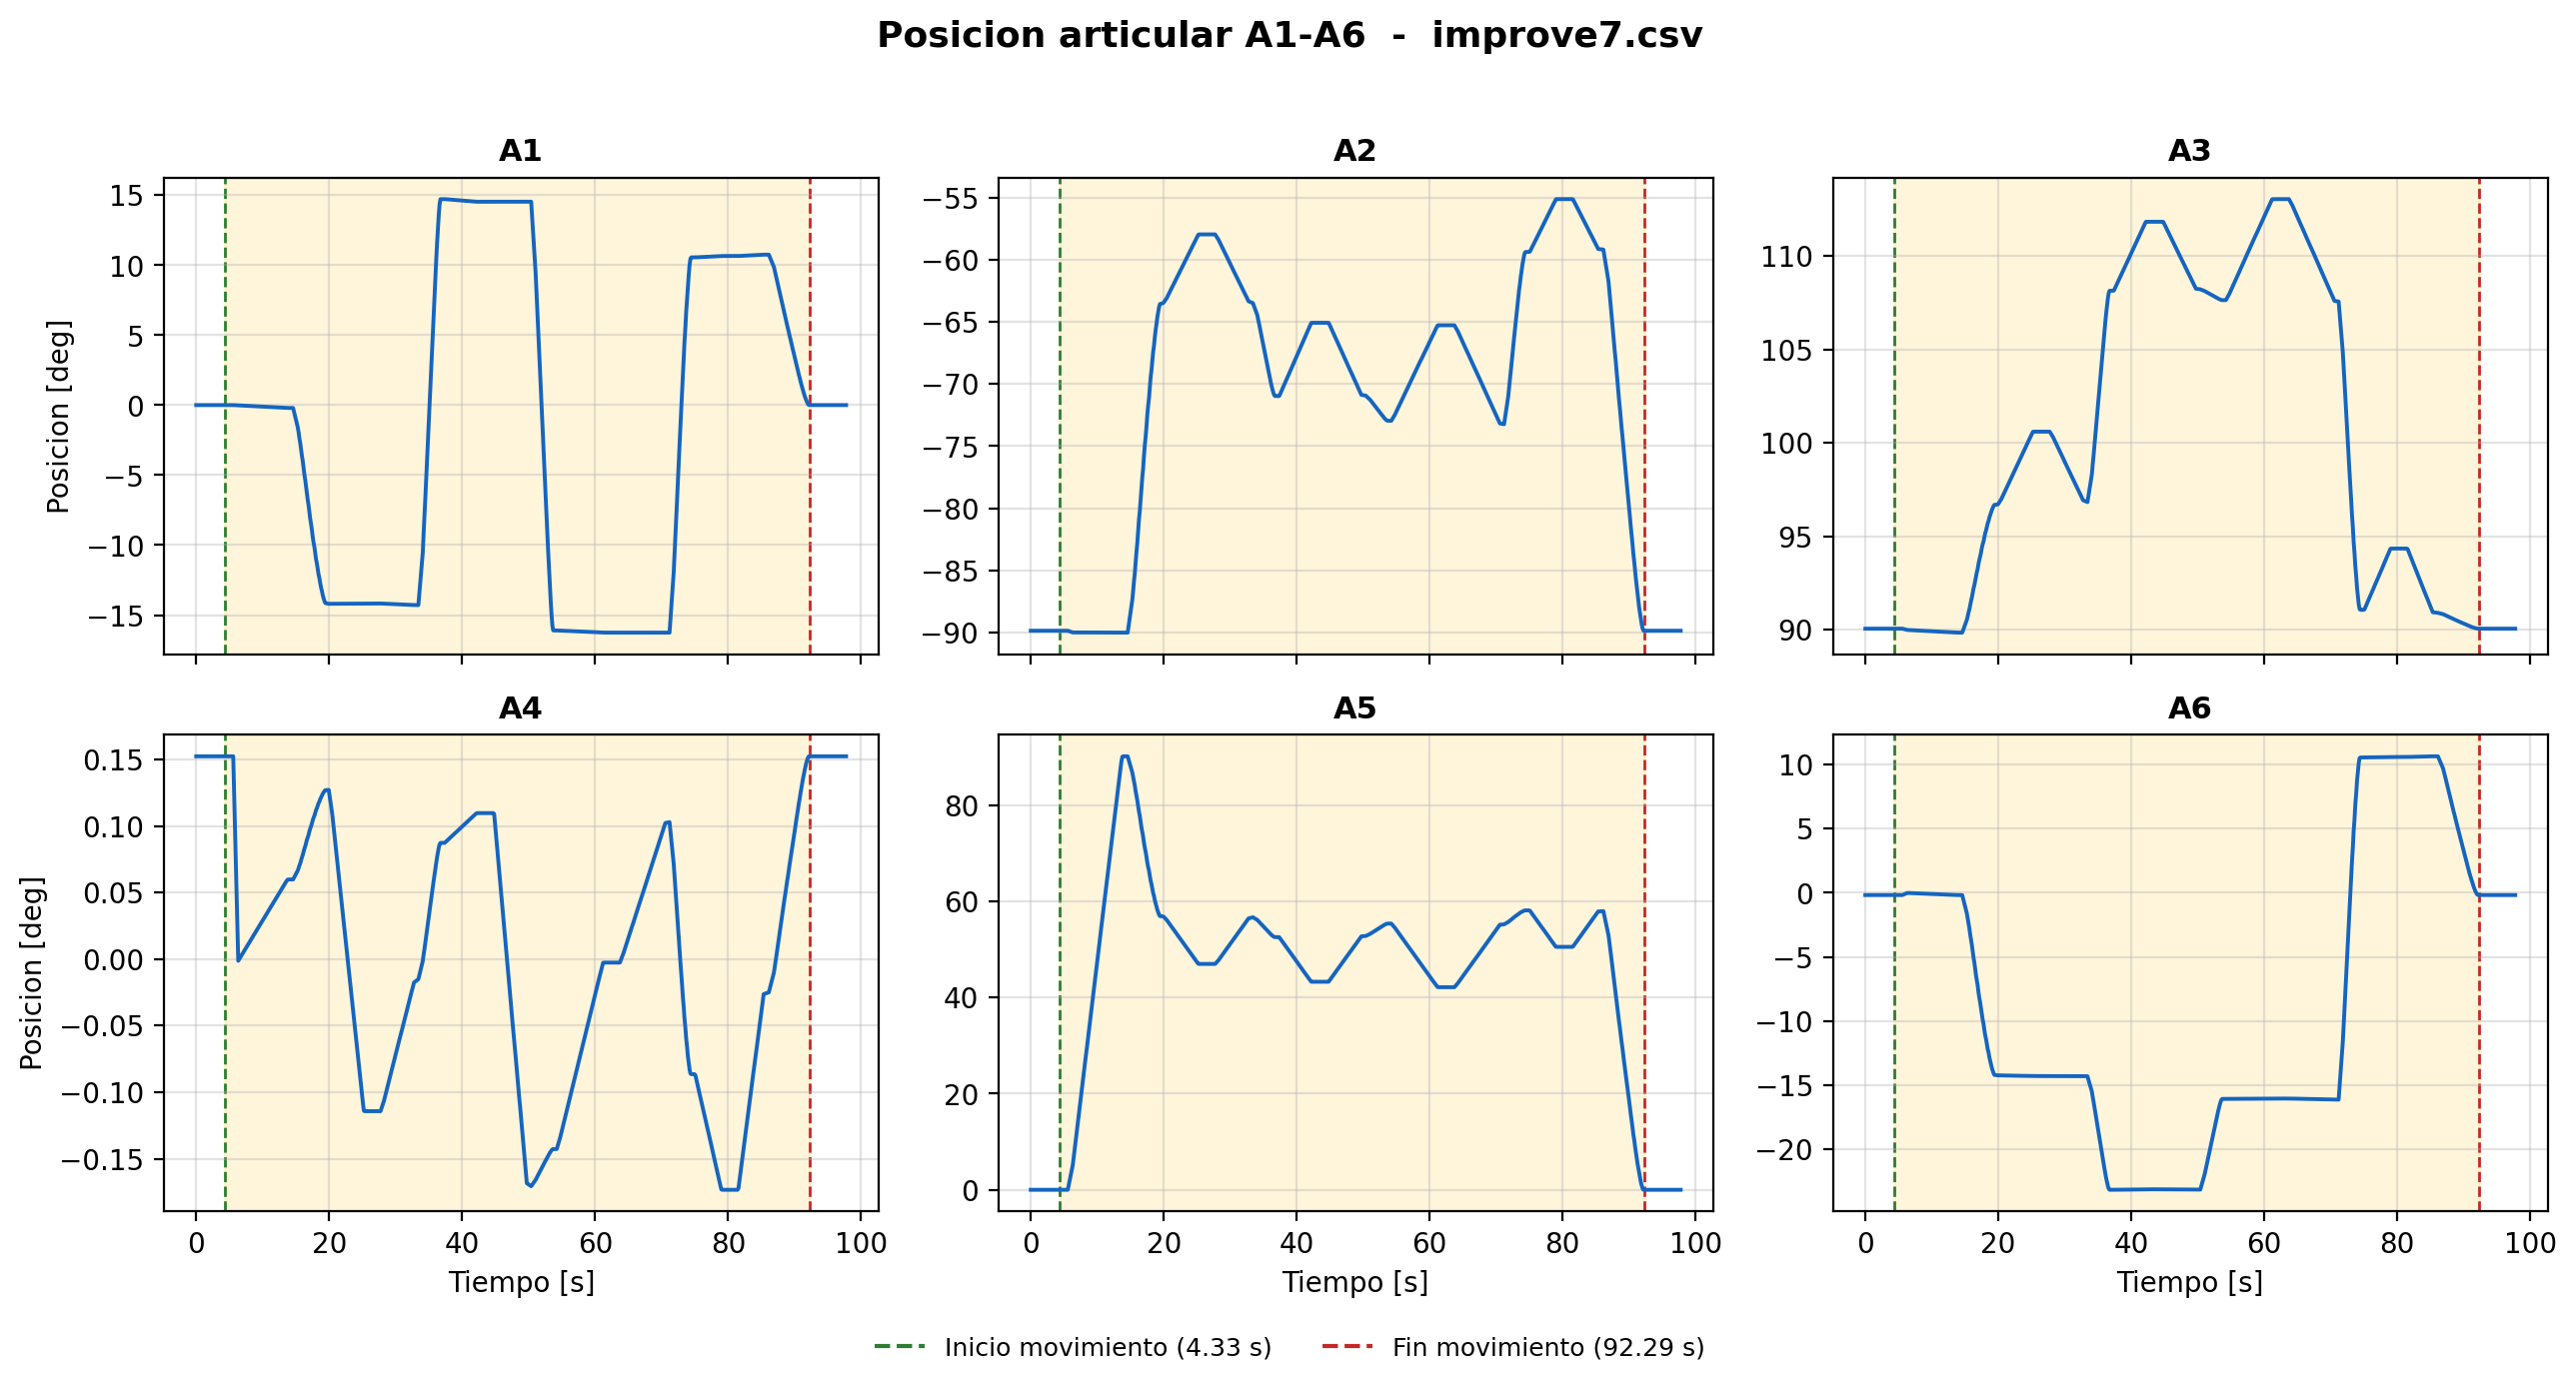 Posicion articular A1-A6  -  improve7.csv
A1
A2
A3
15
10
5
0
−5
−10
−15
Posicion [deg]
−55
−60
−65
−70
−75
−80
−85
−90
110
105
100
95
90
A4
A5
A6
0.15
0.10
0.05
0.00
−0.05
−0.10
−0.15
Posicion [deg]
0 20 40 60 80 100
Tiempo [s]
80
60
40
20
0
0 20 40 60 80 100
Tiempo [s]
10
5
0
−5
−10
−15
−20
0 20 40 60 80 100
Tiempo [s]
Inicio movimiento (4.33 s)
Fin movimiento (92.29 s)